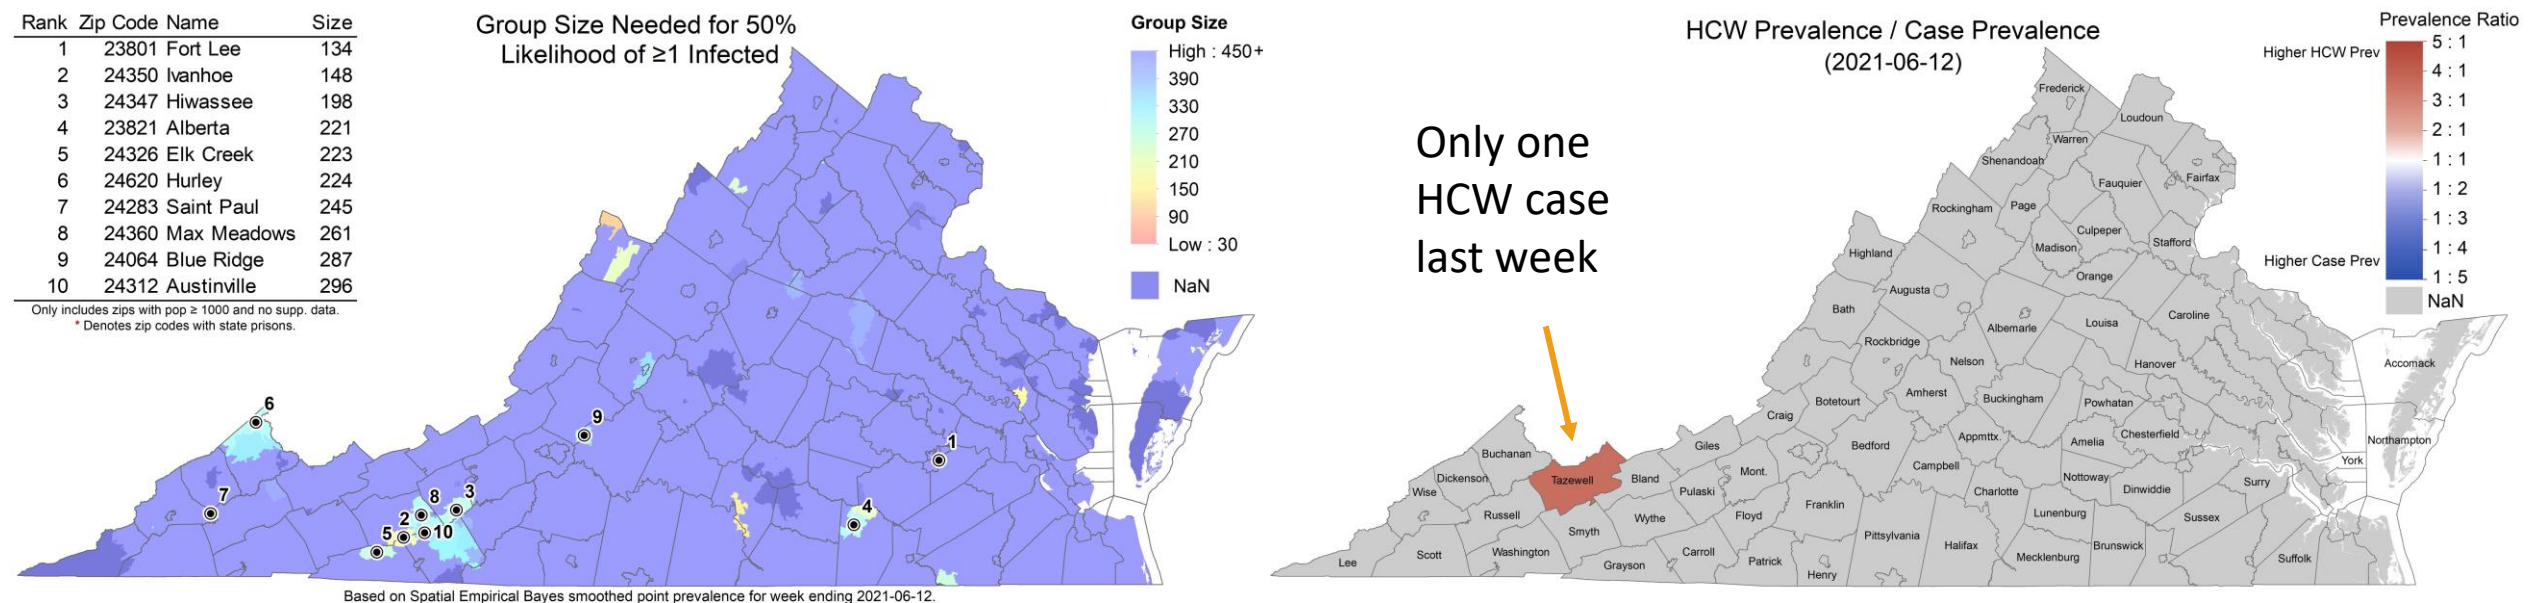 Rank Zip Code Name Size
1 23801 Fort Lee 134
2 24350 Ivanhoe 148
3 24347 Hiwassee 198
4 23821 Alberta 221
5 24326 Elk Creek 223
6 24620 Hurley 224
7 24283 Saint Paul 245
8 24360 Max Meadows 261
9 24064 Blue Ridge 287
10 24312 Austinville 296
Only includes zips with pop ≥ 1000 and no supp. data.
* Denotes zip codes with state prisons.
Group Size Needed for 50%
Likelihood of ≥1 Infected
Group Size
High : 450+
390
330
270
210
150
90
Low : 30
NaN
6
9
1
7
8
3
2
5
10
4
Based on Spatial Empirical Bayes smoothed point prevalence for week ending 2021-06-12.
Only one
HCW case
last week
HCW Prevalence / Case Prevalence
(2021-06-12)
Prevalence Ratio
Higher HCW Prev
5 : 1
4 : 1
3 : 1
2 : 1
1 : 1
1 : 2
1 : 3
1 : 4
Higher Case Prev
1 : 5
NaN
Frederick
Loudoun
Warren
Shenandoah
Fauquier
Fairfax
Rockingham
Page
Culpeper
Stafford
Madison
Highland
Orange
Augusta
Bath
Albemarle
Louisa
Caroline
Rockbridge
Nelson
Hanover
Accomack
Amherst
Buckingham
Powhatan
Botetourt
Craig
Chesterfield
Appmttx.
Amelia
Northampton
Giles
Bedford
Buchanan
York
Campbell
Mont.
Dickenson
Tazewell
Bland
Nottoway
Surry
Wise
Pulaski
Charlotte
Dinwiddie
Franklin
Russell
Wythe
Floyd
Lunenburg
Sussex
Smyth
Pittsylvania
Halifax
Brunswick
Scott
Washington
Carroll
Mecklenburg
Suffolk
Lee
Grayson
Patrick
Henry